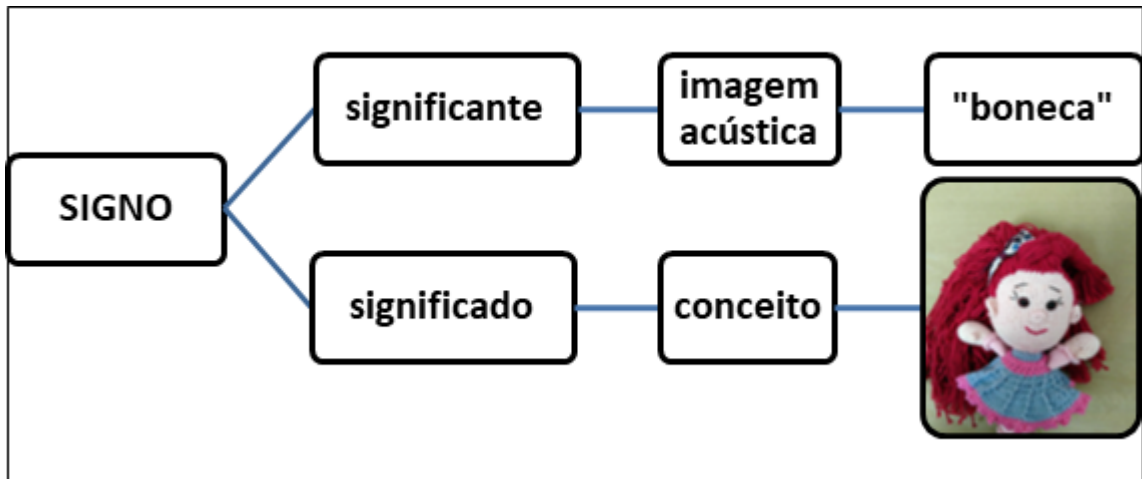 SIGNO
significante
imagem
acústica
"boneca"
significado
conceito